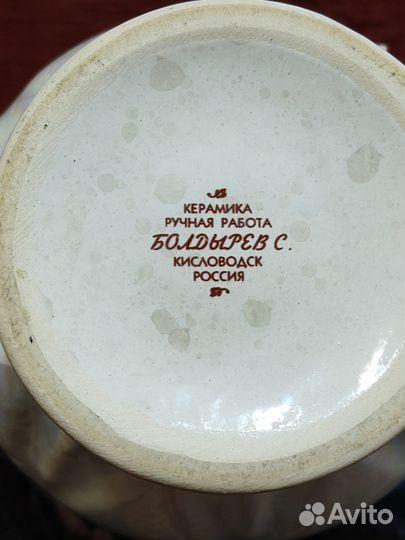 КЕРАМИКА
РУЧНАЯ РАБОТА
БОЛДЫРЕВ С.
КИСЛОВОДСК
РОССИЯ
Avito